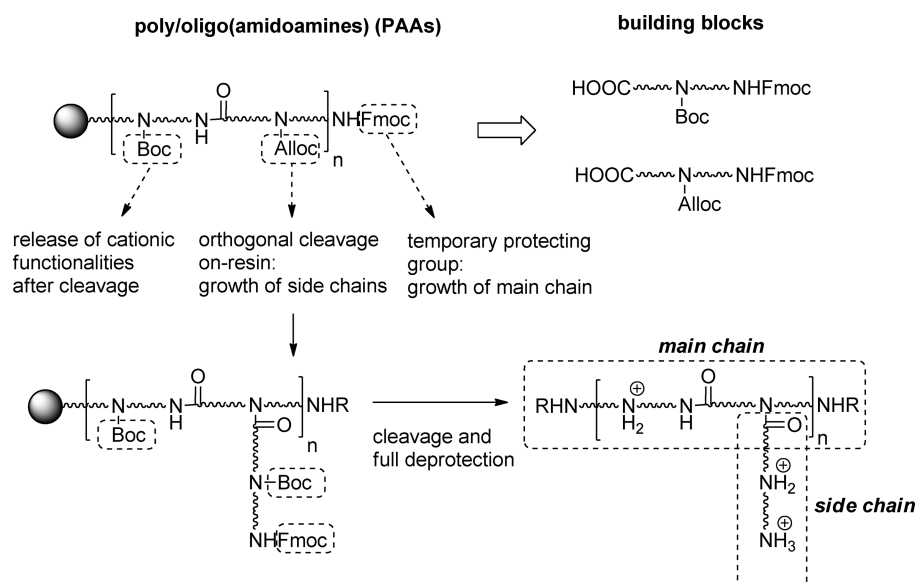 poly/oligo(amidoamines) (PAAs)
building blocks
O
N
N
H
N
NHFmoc
Boc
Alloc
n
HOOC
N
NHFmoc
Boc
HOOC
N
NHFmoc
Alloc
release of cationic
functionalities
after cleavage
orthogonal cleavage
on-resin:
growth of side chains
temporary protecting
group:
growth of main chain
main chain
O
N
N
H
N
NHR
Boc
O
n
N
Boc
NHFmoc
cleavage and
full deprotection
O
RHN
N
H2
+
N
H
N
NHR
O
n
NH2
+
side chain
NH3
+